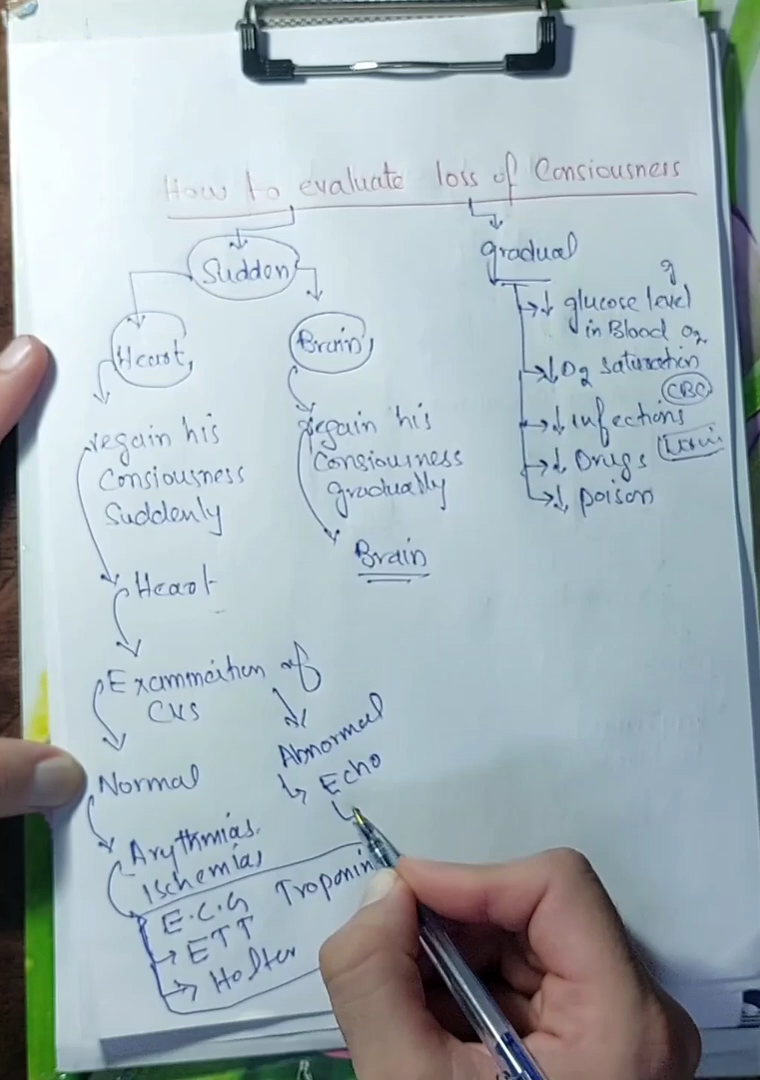 How to evaluate loss of Consiousness
Sudden
Heart,
regain his
Consiousness
Suddenly
Heart
Examination of
CVS
Normal
Arythmias,
Ischemias
E.C.G Troponin
ETT
Holter
Abnormal
Echo
Brain,
regain his
Consiousness
gradually
Brain
gradual
g
↓ glucose level
in Blood O2
↓ O2 saturation
CBC
↓ infections
↓ Drugs
↓ poison